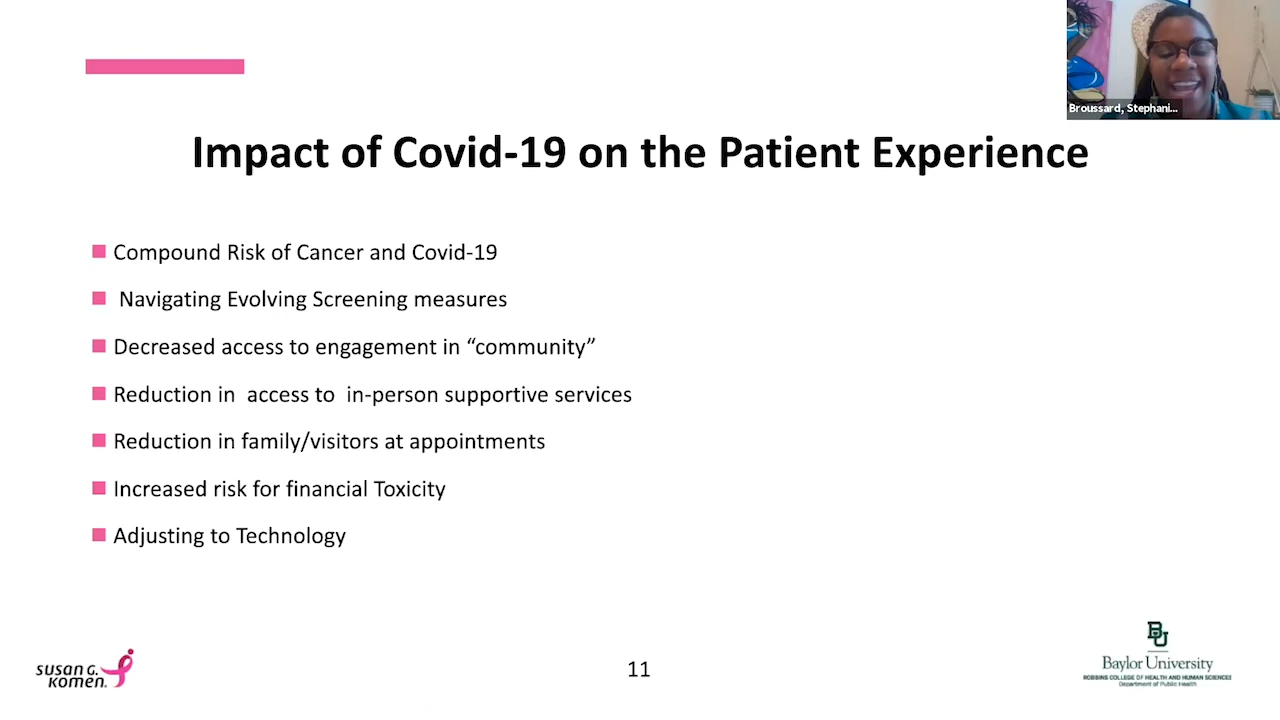 Broussard, Stephani...
Impact of Covid-19 on the Patient Experience
Compound Risk of Cancer and Covid-19
Navigating Evolving Screening measures
Decreased access to engagement in “community”
Reduction in  access to  in-person supportive services
Reduction in family/visitors at appointments
Increased risk for financial Toxicity
Adjusting to Technology
susan G.
komen.
11
BU
Baylor University
ROBBINS COLLEGE OF HEALTH AND HUMAN SCIENCES
Department of Public Health